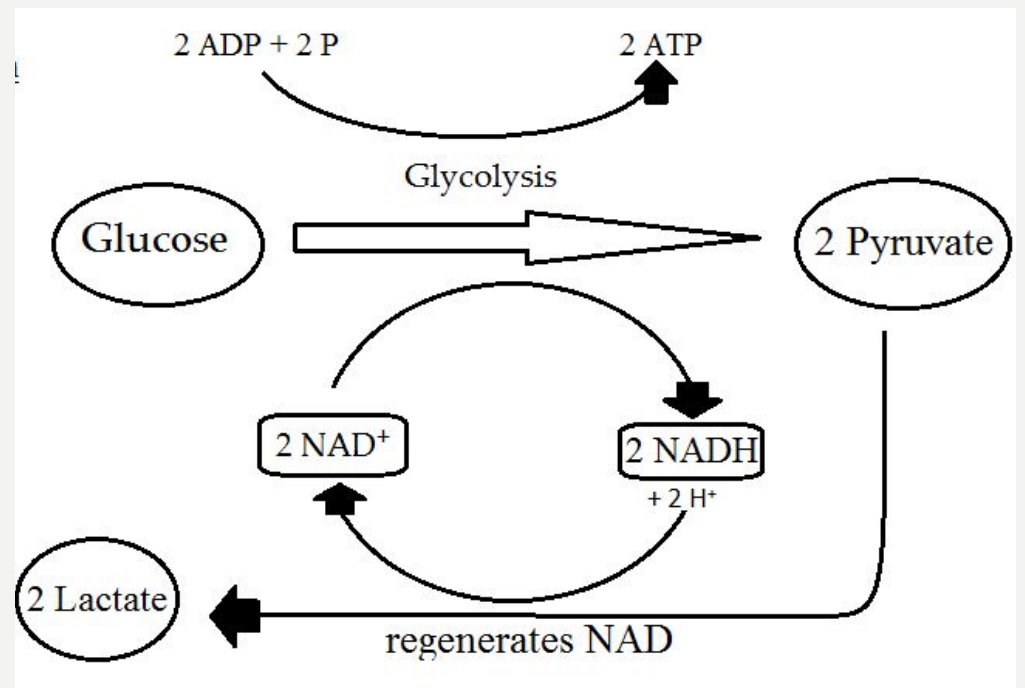 2 ADP + 2 P
2 ATP
Glycolysis
Glucose
2 Pyruvate
2 NAD⁺
2 NADH
+ 2 H⁺
2 Lactate
regenerates NAD